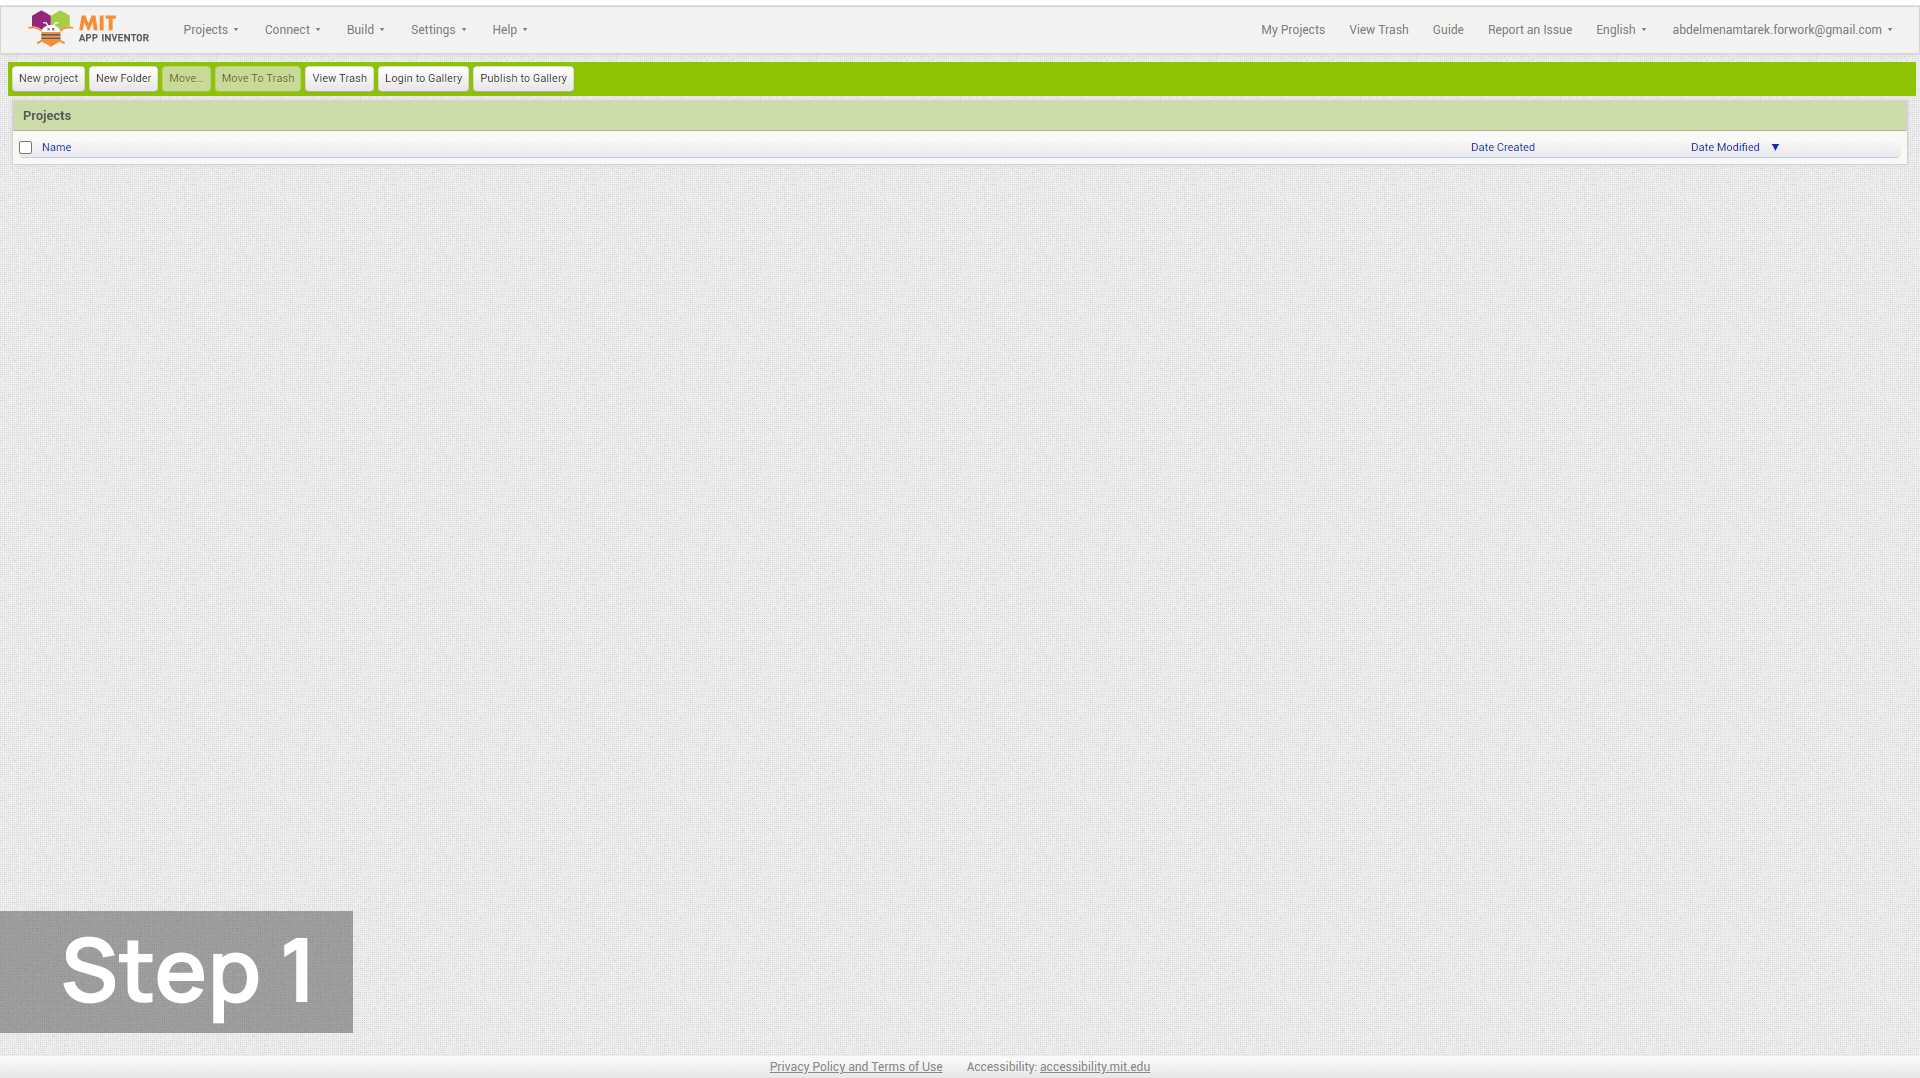 MIT
APP INVENTOR
Projects Connect Build Settings Help My Projects View Trash Guide Report an Issue English abdelmenamtarek.forwork@gmail.com
New project New Folder Move... Move To Trash View Trash Login to Gallery Publish to Gallery
Projects
Name Date Created Date Modified
Step 1
Privacy Policy and Terms of Use Accessibility: accessibility.mit.edu